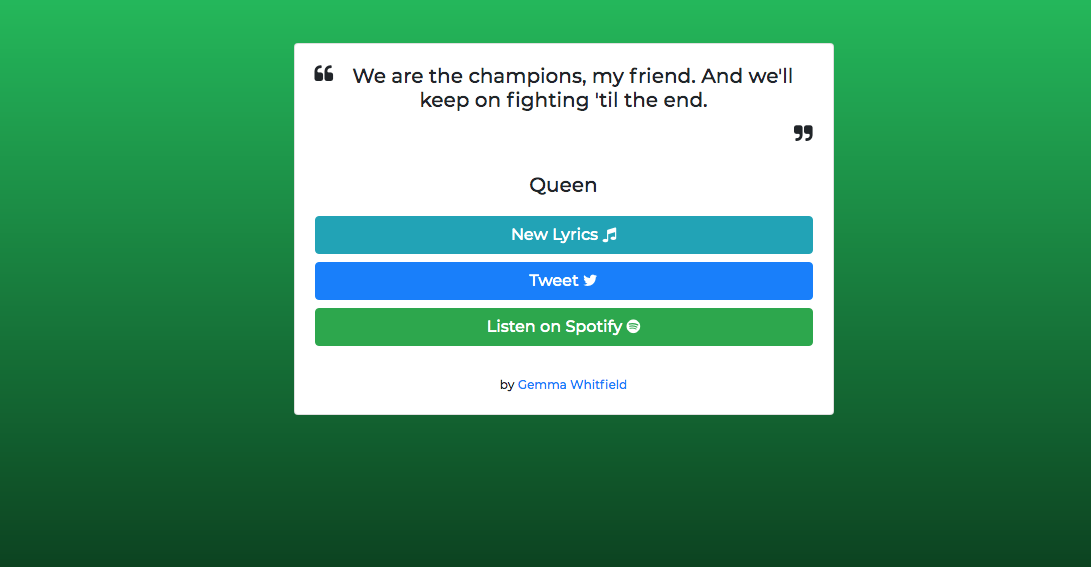 ❝ We are the champions, my friend. And we'll
keep on fighting 'til the end.
❞
Queen
New Lyrics
Tweet
Listen on Spotify
by Gemma Whitfield